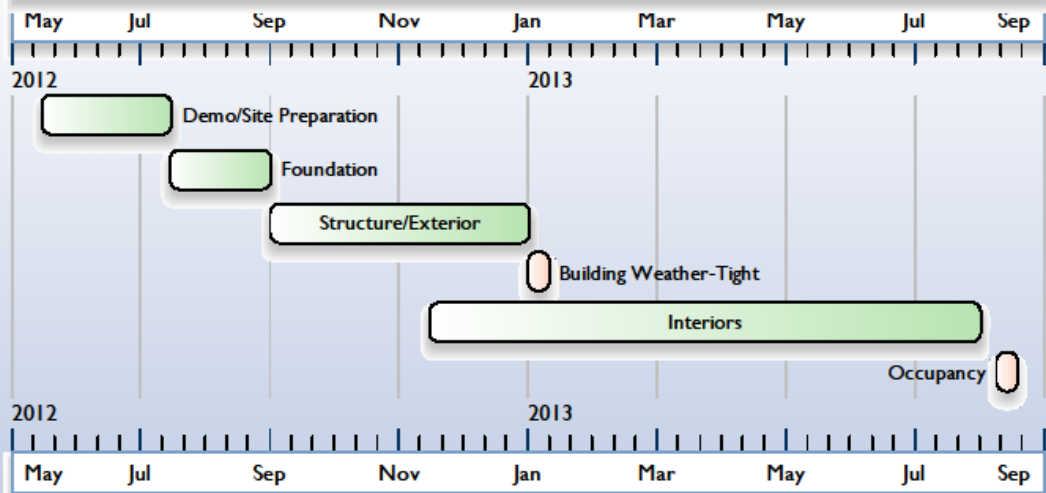 May Jul Sep Nov Jan Mar May Jul Sep
2012 2013
Demo/Site Preparation
Foundation
Structure/Exterior
Building Weather-Tight
Interiors
Occupancy
2012 2013
May Jul Sep Nov Jan Mar May Jul Sep